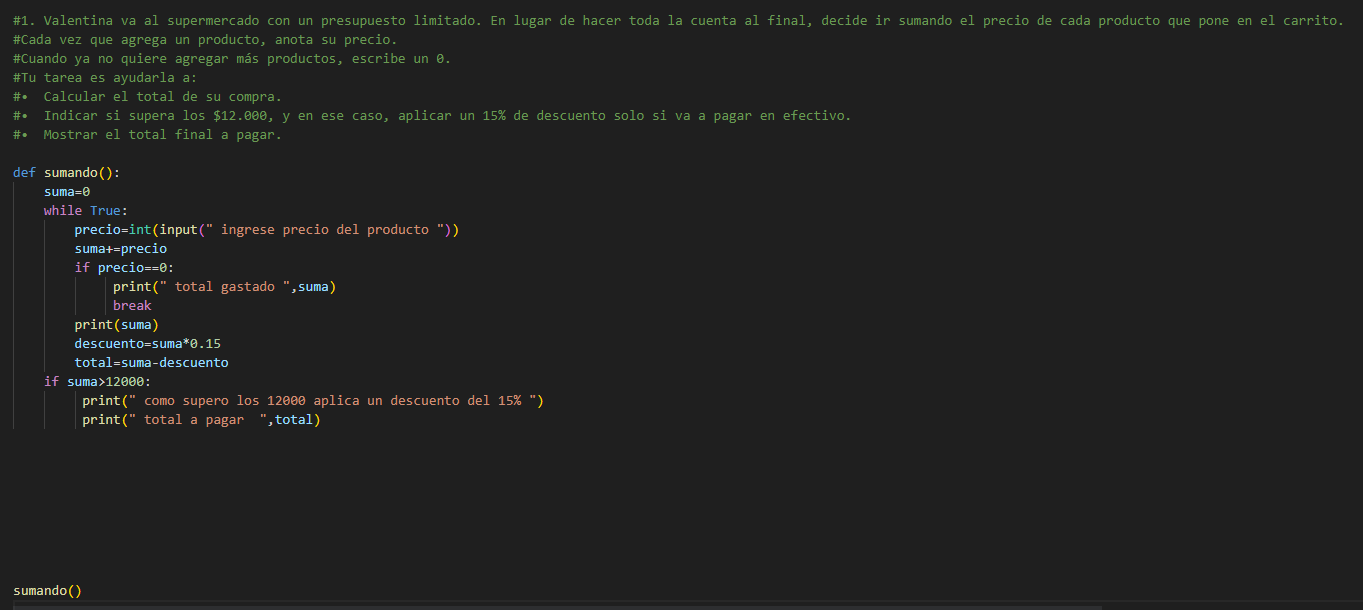 #1. Valentina va al supermercado con un presupuesto limitado. En lugar de hacer toda la cuenta al final, decide ir sumando el precio de cada producto que pone en el carrito.
#Cada vez que agrega un producto, anota su precio.
#Cuando ya no quiere agregar más productos, escribe un 0.
#Tu tarea es ayudarla a:
#•  Calcular el total de su compra.
#•  Indicar si supera los $12.000, y en ese caso, aplicar un 15% de descuento solo si va a pagar en efectivo.
#•  Mostrar el total final a pagar.
def sumando():
    suma=0
    while True:
        precio=int(input(" ingrese precio del producto "))
        suma+=precio
        if precio==0:
             print(" total gastado ",suma)
             break
        print(suma)
        descuento=suma*0.15
        total=suma-descuento
    if suma>12000:
         print(" como supero los 12000 aplica un descuento del 15% ")
         print(" total a pagar  ",total)
sumando()